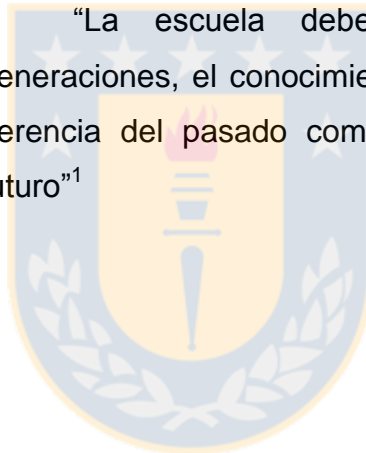 “La escuela debe
eneraciones, el conocimie
erencia del pasado com
uturo”1